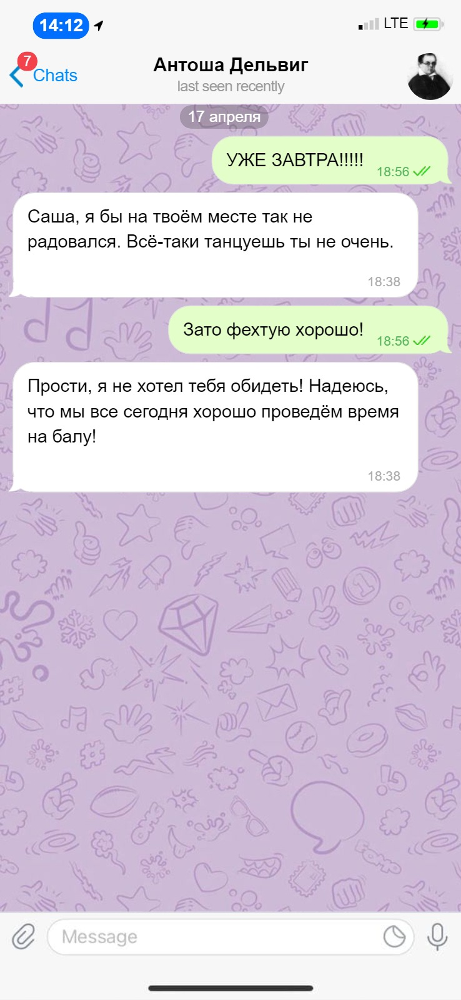 14:12
LTE
7
Chats
Антоша Дельвиг
last seen recently
17 апреля
УЖЕ ЗАВТРА!!!!!
18:56
Саша, я бы на твоём месте так не
радовался. Всё-таки танцуешь ты не очень.
18:38
Зато фехтую хорошо!
18:56
Прости, я не хотел тебя обидеть! Надеюсь,
что мы все сегодня хорошо проведём время
на балу!
18:38
Message